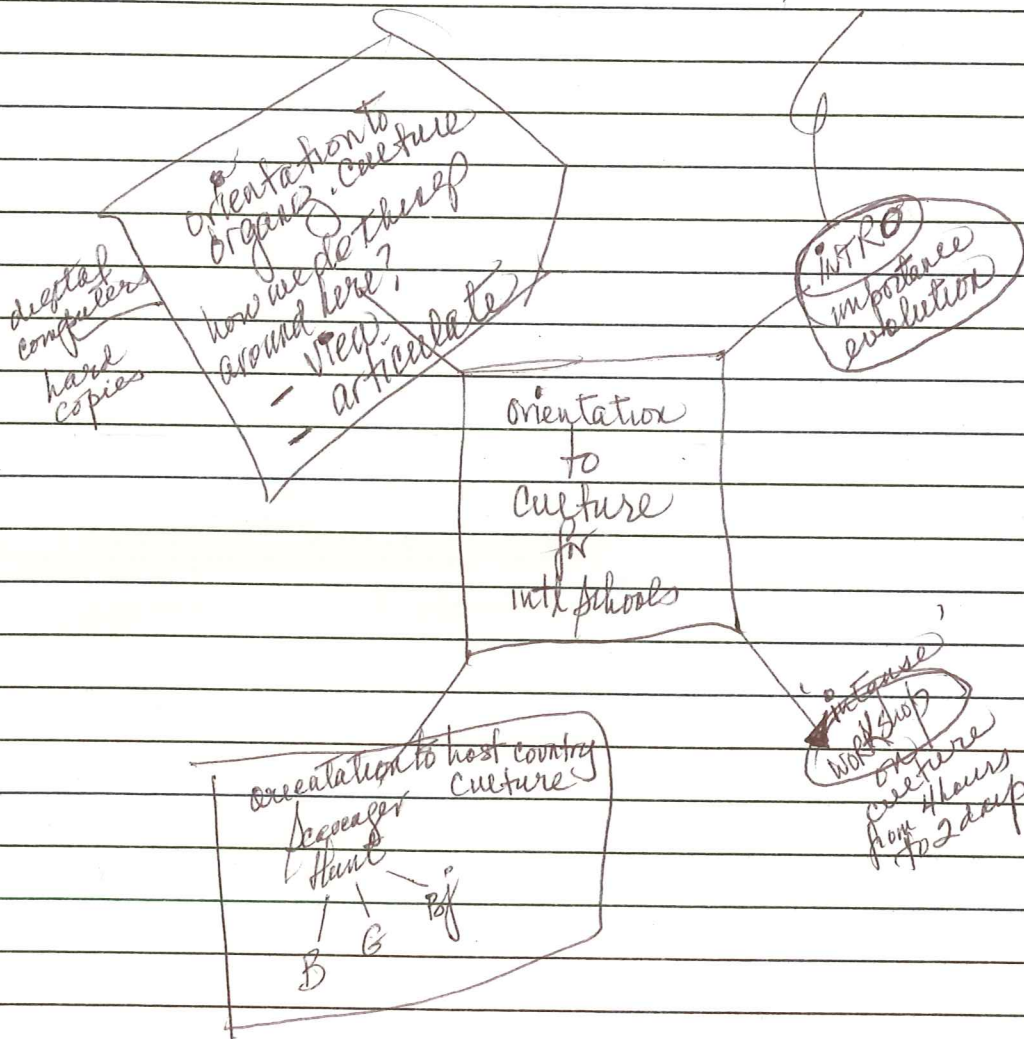 orientation to
organiz. culture
how we do things
around here?
- view
- articulate
digital
computers
hard
copies
INTRO
importance
evolution
orientation
to
culture
for
intl schools
orientation to host country
culture
Scavenger
Hunt
B G Bj
intense
WORKSHOP
on
culture
from 4 hours
to 2 days